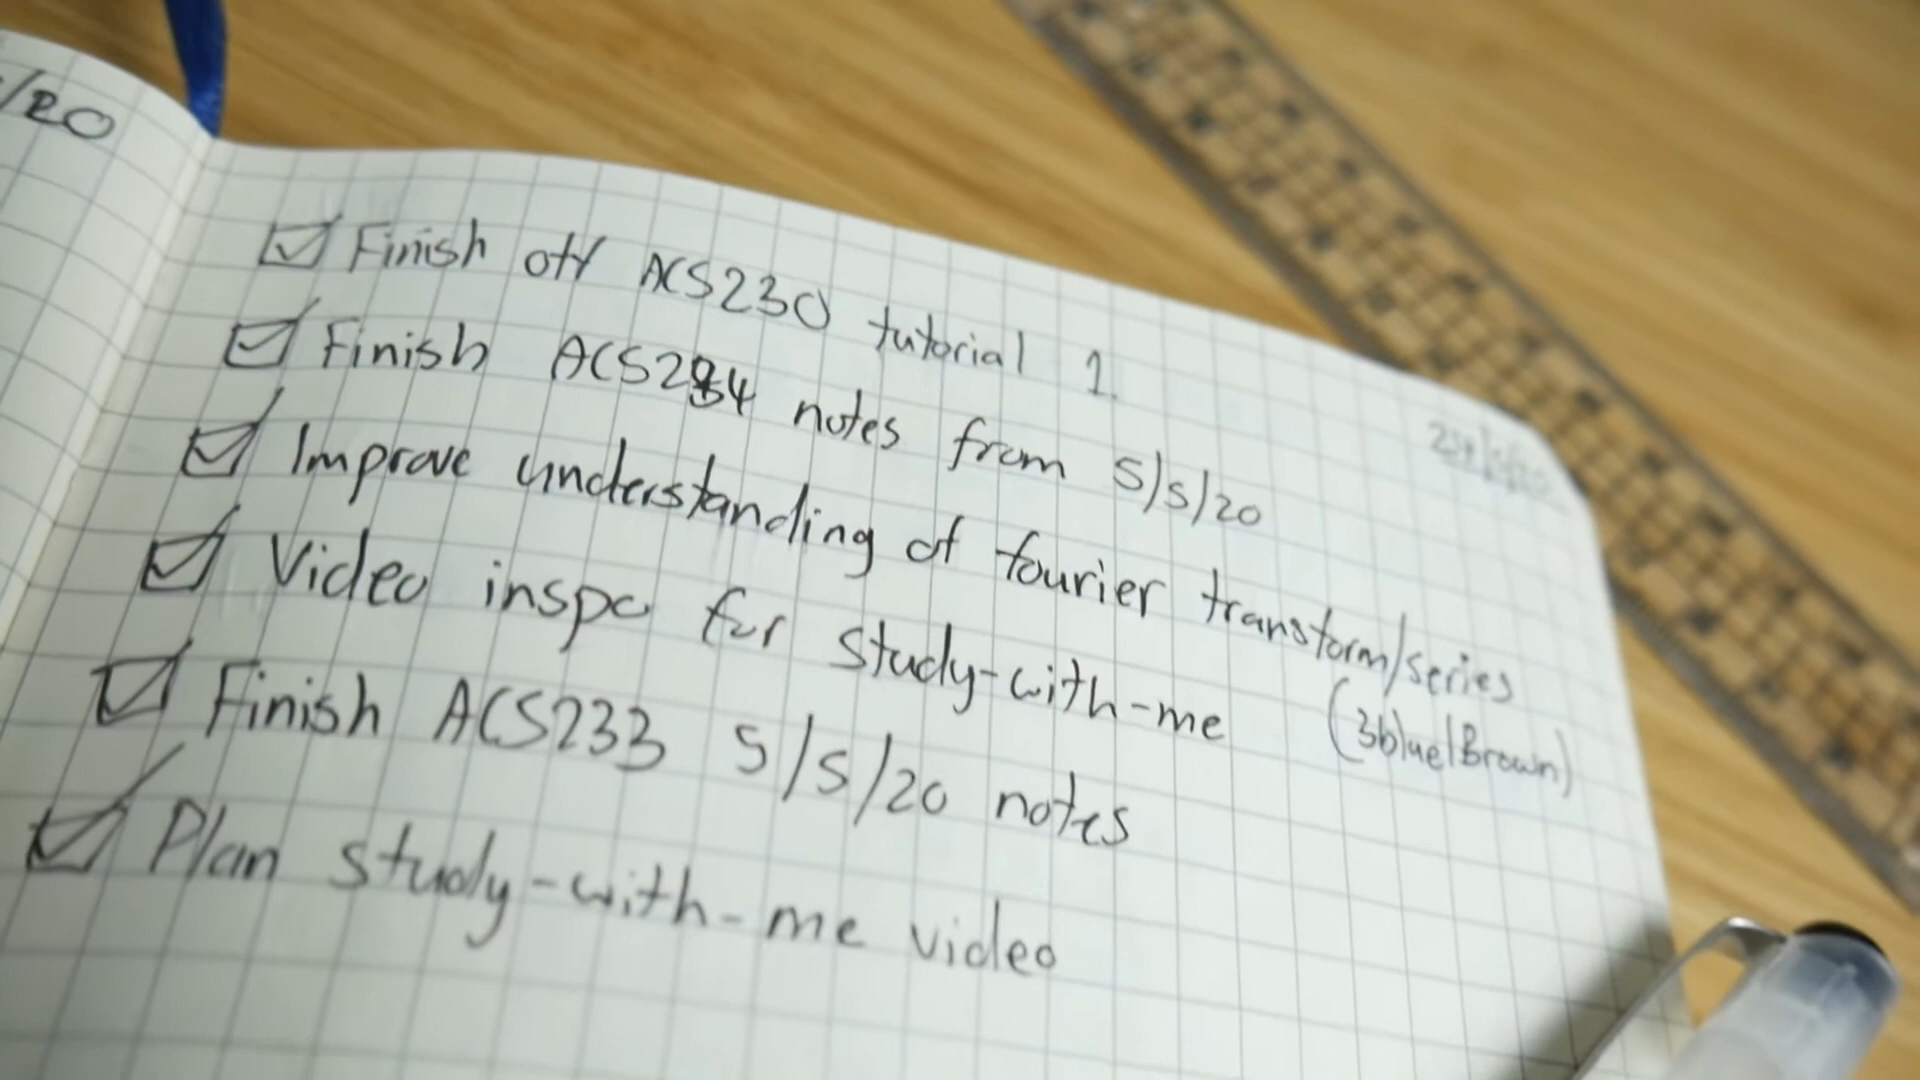 /20
Finish off ACS230 tutorial 1
Finish ACS234 notes from 5/5/20
Improve understanding of fourier transform/series
(3blue1Brown)
Video inspo for study-with-me
Finish ACS233 5/5/20 notes
Plan study-with-me video